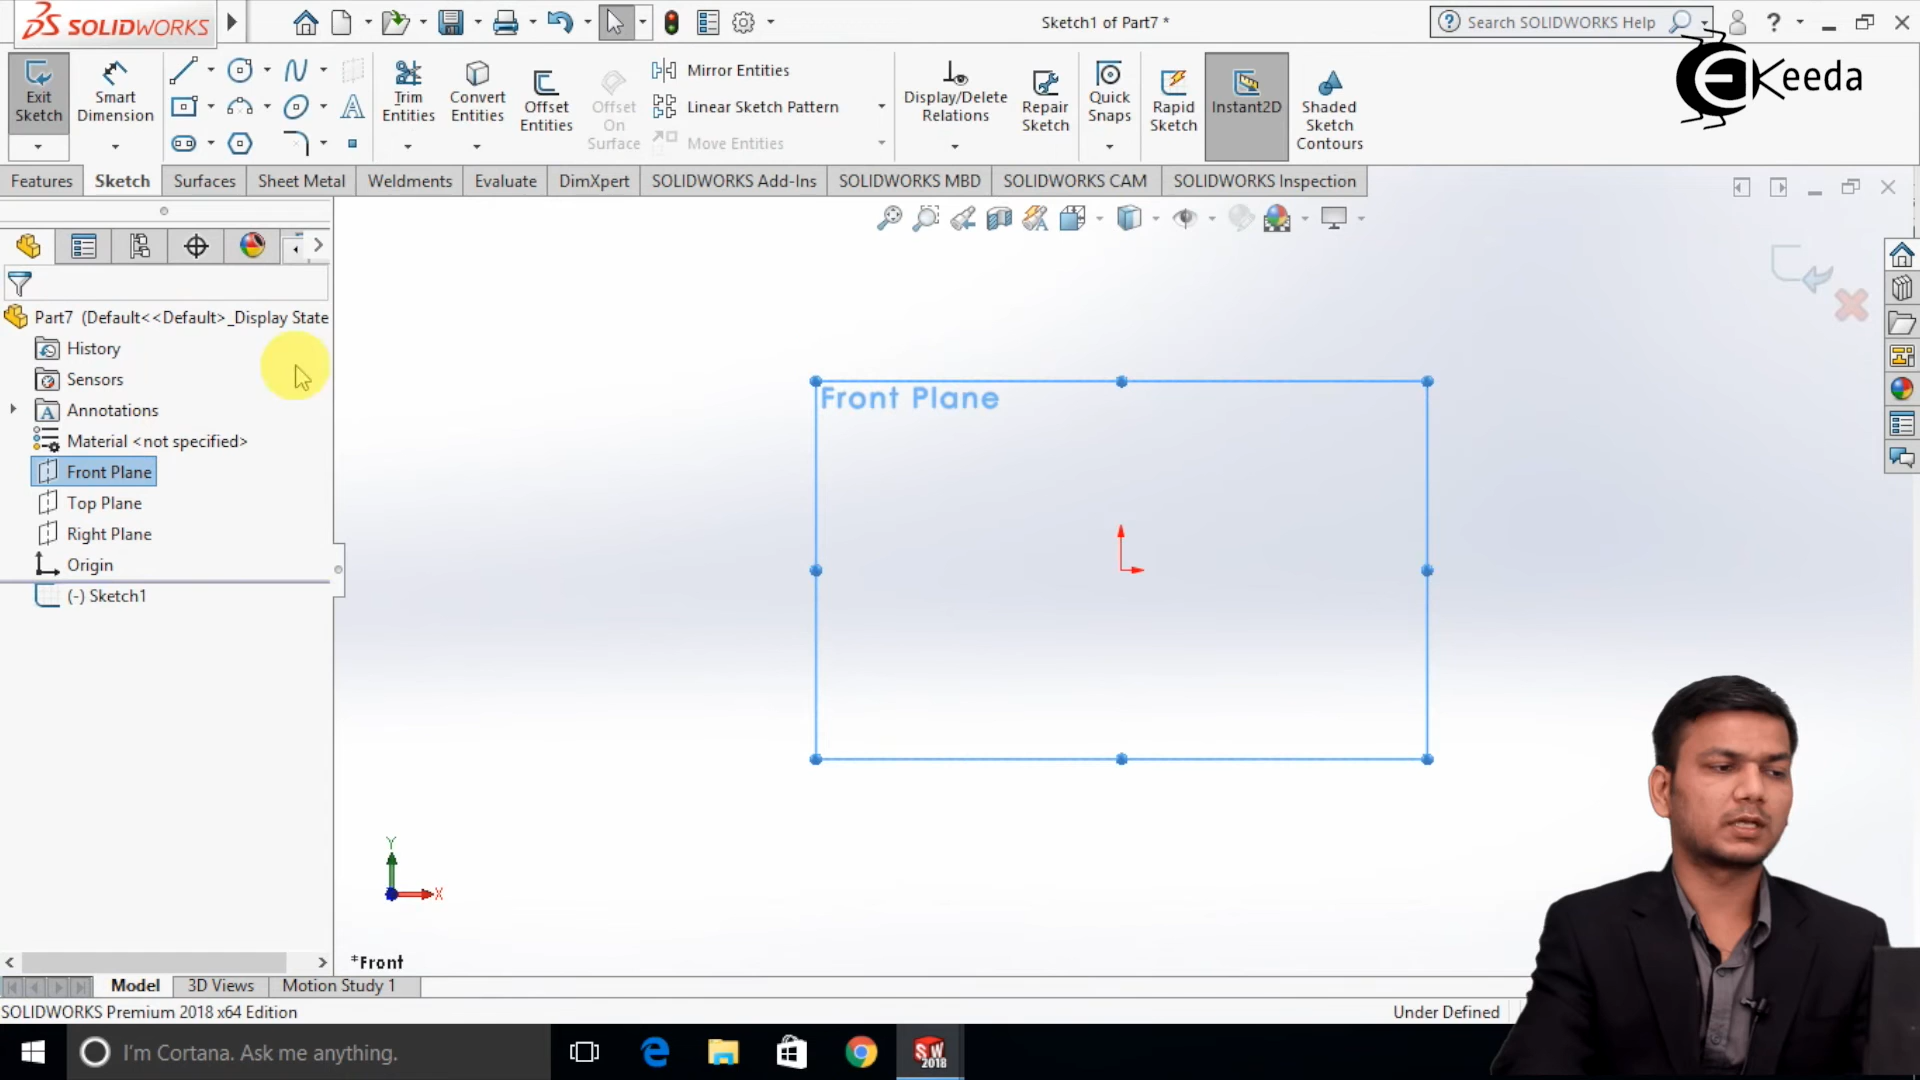 SOLIDWORKS
Sketch1 of Part7 *
Search SOLIDWORKS Help
Keeda
Exit Sketch
Smart Dimension
Trim Entities
Convert Entities
Offset Entities
Offset On Surface
Mirror Entities
Linear Sketch Pattern
Move Entities
Display/Delete Relations
Repair Sketch
Quick Snaps
Rapid Sketch
Instant2D
Shaded Sketch Contours
Features
Sketch
Surfaces
Sheet Metal
Weldments
Evaluate
DimXpert
SOLIDWORKS Add-Ins
SOLIDWORKS MBD
SOLIDWORKS CAM
SOLIDWORKS Inspection
Part7 (Default<<Default>_Display State
History
Sensors
Annotations
Material <not specified>
Front Plane
Top Plane
Right Plane
Origin
(-) Sketch1
Front Plane
Y
X
*Front
Model
3D Views
Motion Study 1
SOLIDWORKS Premium 2018 x64 Edition
Under Defined
I'm Cortana. Ask me anything.
SW
2018